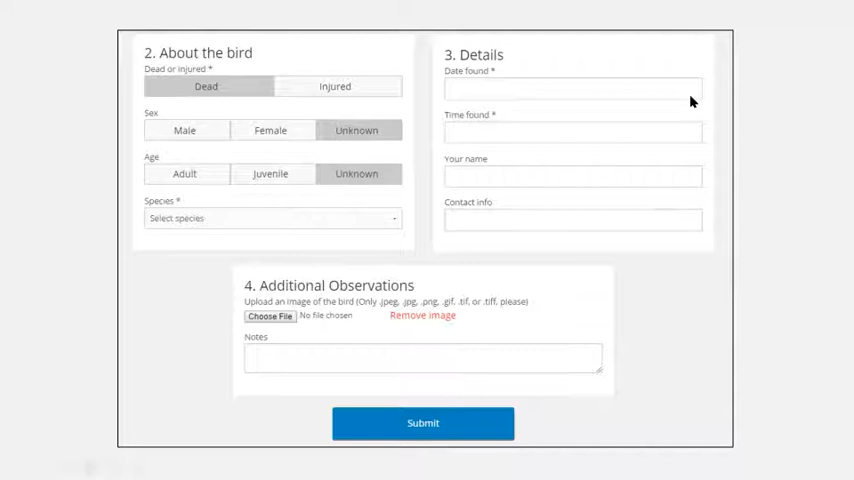 2. About the bird
Dead or injured *
Dead Injured
Sex
Male Female Unknown
Age
Adult Juvenile Unknown
Species *
Select species
3. Details
Date found *
Time found *
Your name
Contact info
4. Additional Observations
Upload an image of the bird (Only .jpeg, .jpg, .png, .gif, .tif, or .tiff, please)
Choose File No file chosen Remove image
Notes
Submit